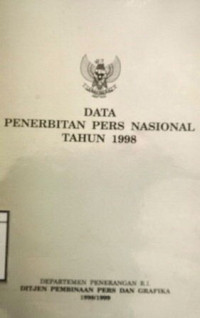 DATA
PENERBITAN PERS NASIONAL
TAHUN 1998
DEPARTEMEN PENERANGAN R.I
DITJEN PEMBINAAN PERS DAN GRAFIKA
1998/1999